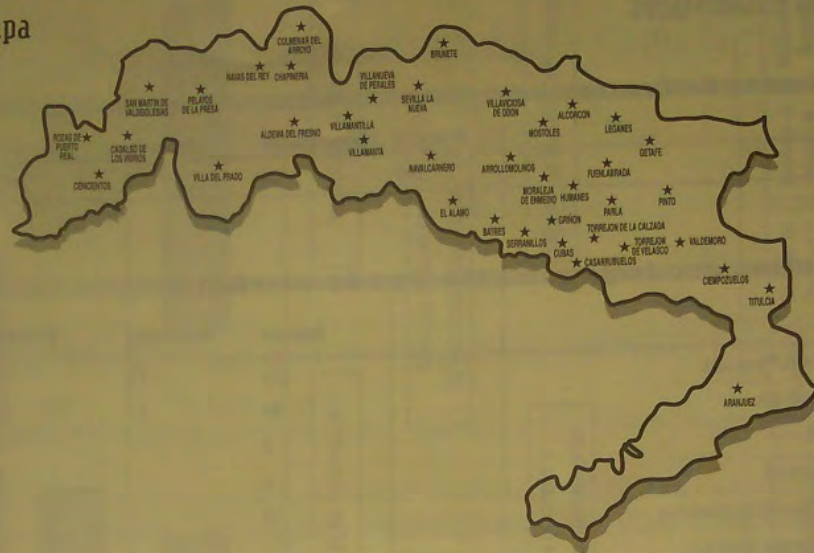 pa
COLMENAR DEL
ARROYO
BRUNETE
NAVAS DEL REY
CHAPINERIA
VILLANUEVA
DE PERALES
SEVILLA LA
NUEVA
SAN MARTIN DE
VALDEIGLESIAS
PELAYOS
DE LA PRESA
VILLAVICIOSA
DE ODON
ALCORCON
MOSTOLES
LEGANES
VILLAMANTILLA
ALDEWA DEL FRESNO
ROZAS DE
PUERTO
REAL
CADALSO DE
LOS VIDRIOS
VILLAMANTA
GETAFE
NAVALCARNERO
ARROLLOMOLINOS
FUENLABRADA
CENICIENTOS
VILLA DEL PRADO
MORALEJA
DE ENMEDIO
HUMANES
PINTO
EL ALAMO
PARLA
BATRES
GRIÑON
TORREJON DE LA CALZADA
SERRANILLOS
CUBAS
TORREJON
DE VELASCO
VALDEMORO
CASARRUBUELOS
CIEMPOZUELOS
TITULCIA
ARANJUEZ